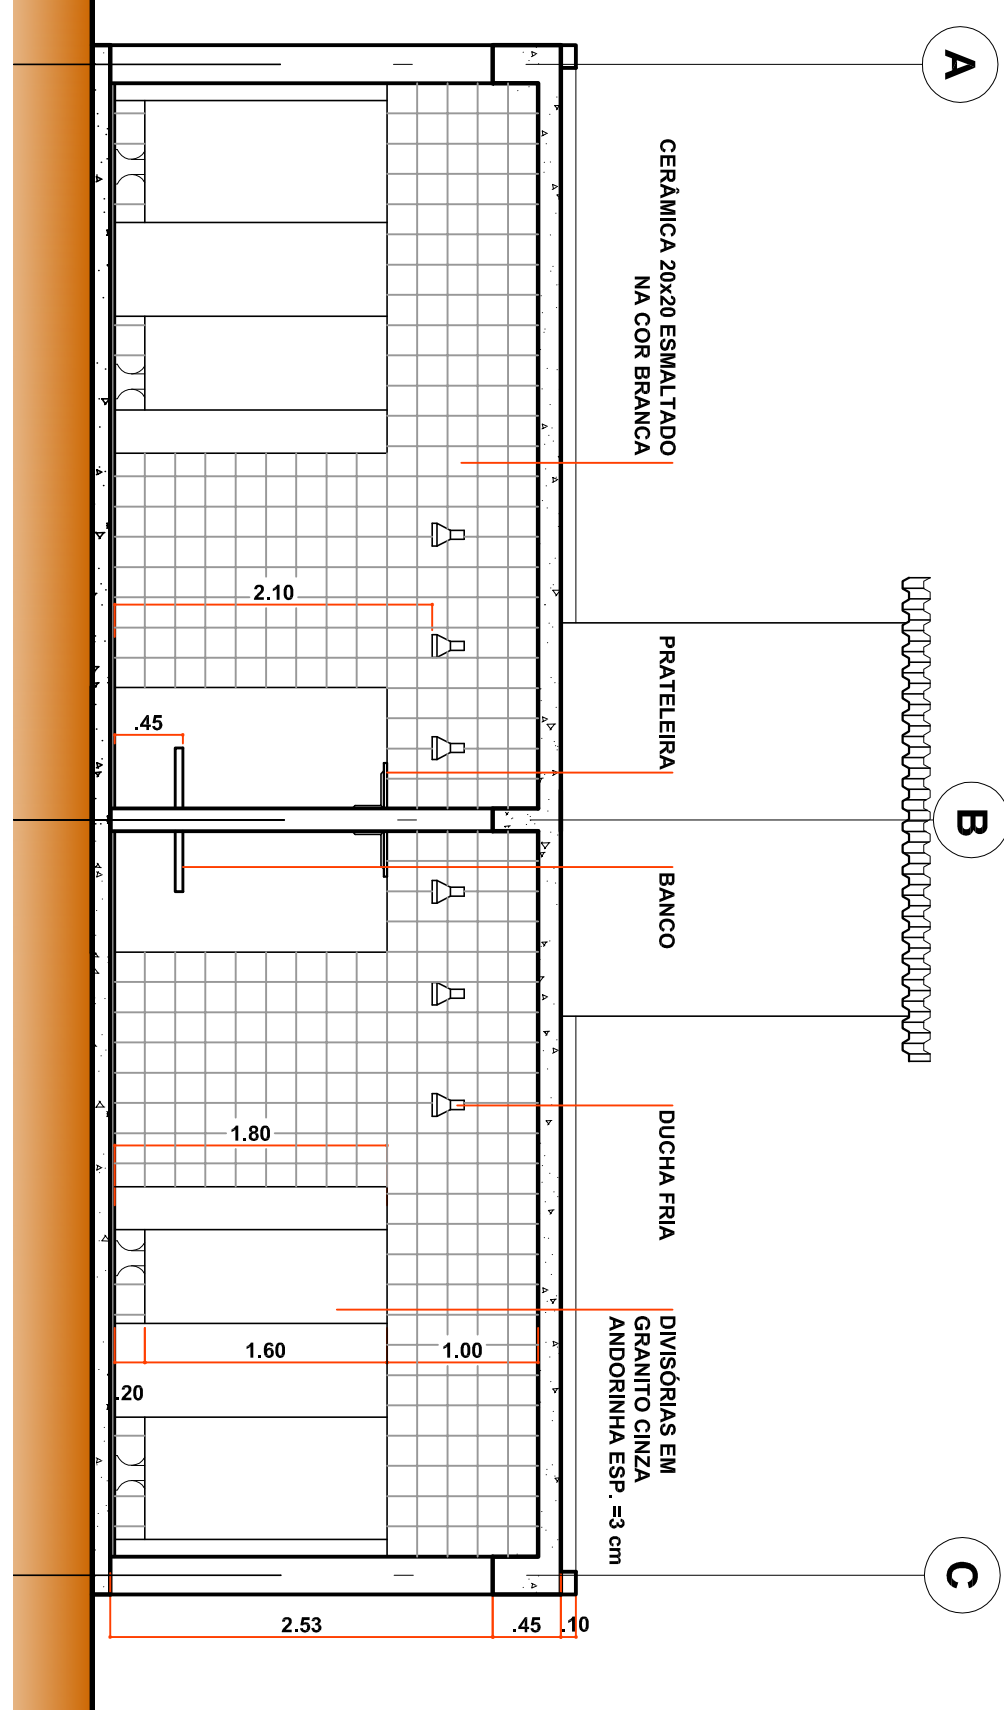 A
CERÂMICA 20x20 ESMALTADO
NA COR BRANCA
2.10
PRATELEIRA
.45
B
BANCO
DUCHA FRIA
1.80
DIVISÓRIAS EM
GRANITO CINZA
ANDORINHA ESP. =3 cm
1.60
1.00
.20
C
2.53
.45
.10